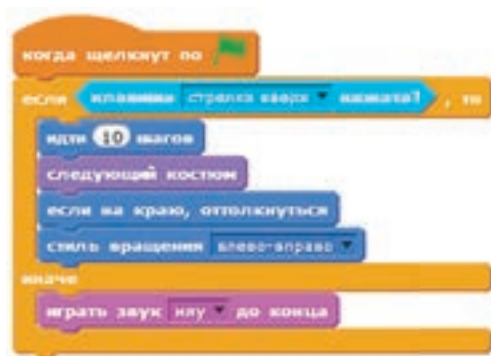 когда щелкнут по
если клавиша стрелка вверх нажата? , то
идти 10 шагов
следующий костюм
если на краю, оттолкнуться
стиль вращения влево-вправо
иначе
играть звук до конца